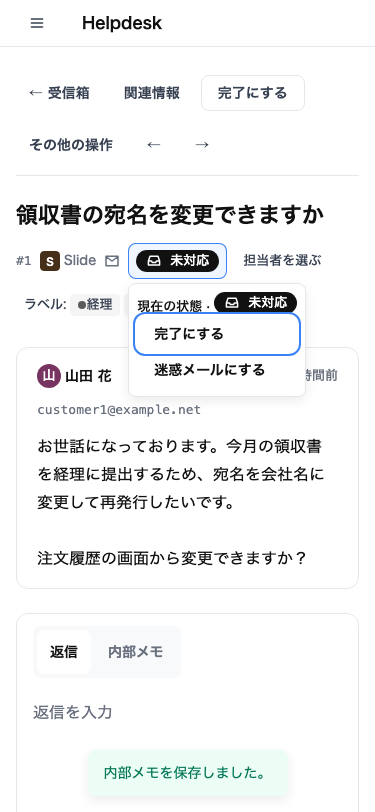 Helpdesk
← 受信箱 関連情報 完了にする
その他の操作 ← →
領収書の宛名を変更できますか
#1 S Slide 未対応 担当者を選ぶ
ラベル: 経理
現在の状態 · 未対応
完了にする
迷惑メールにする
山 山田 花 時間前
customer1@example.net
お世話になっております。今月の領収書
を経理に提出するため、宛名を会社名に
変更して再発行したいです。
注文履歴の画面から変更できますか？
返信 内部メモ
返信を入力
内部メモを保存しました。